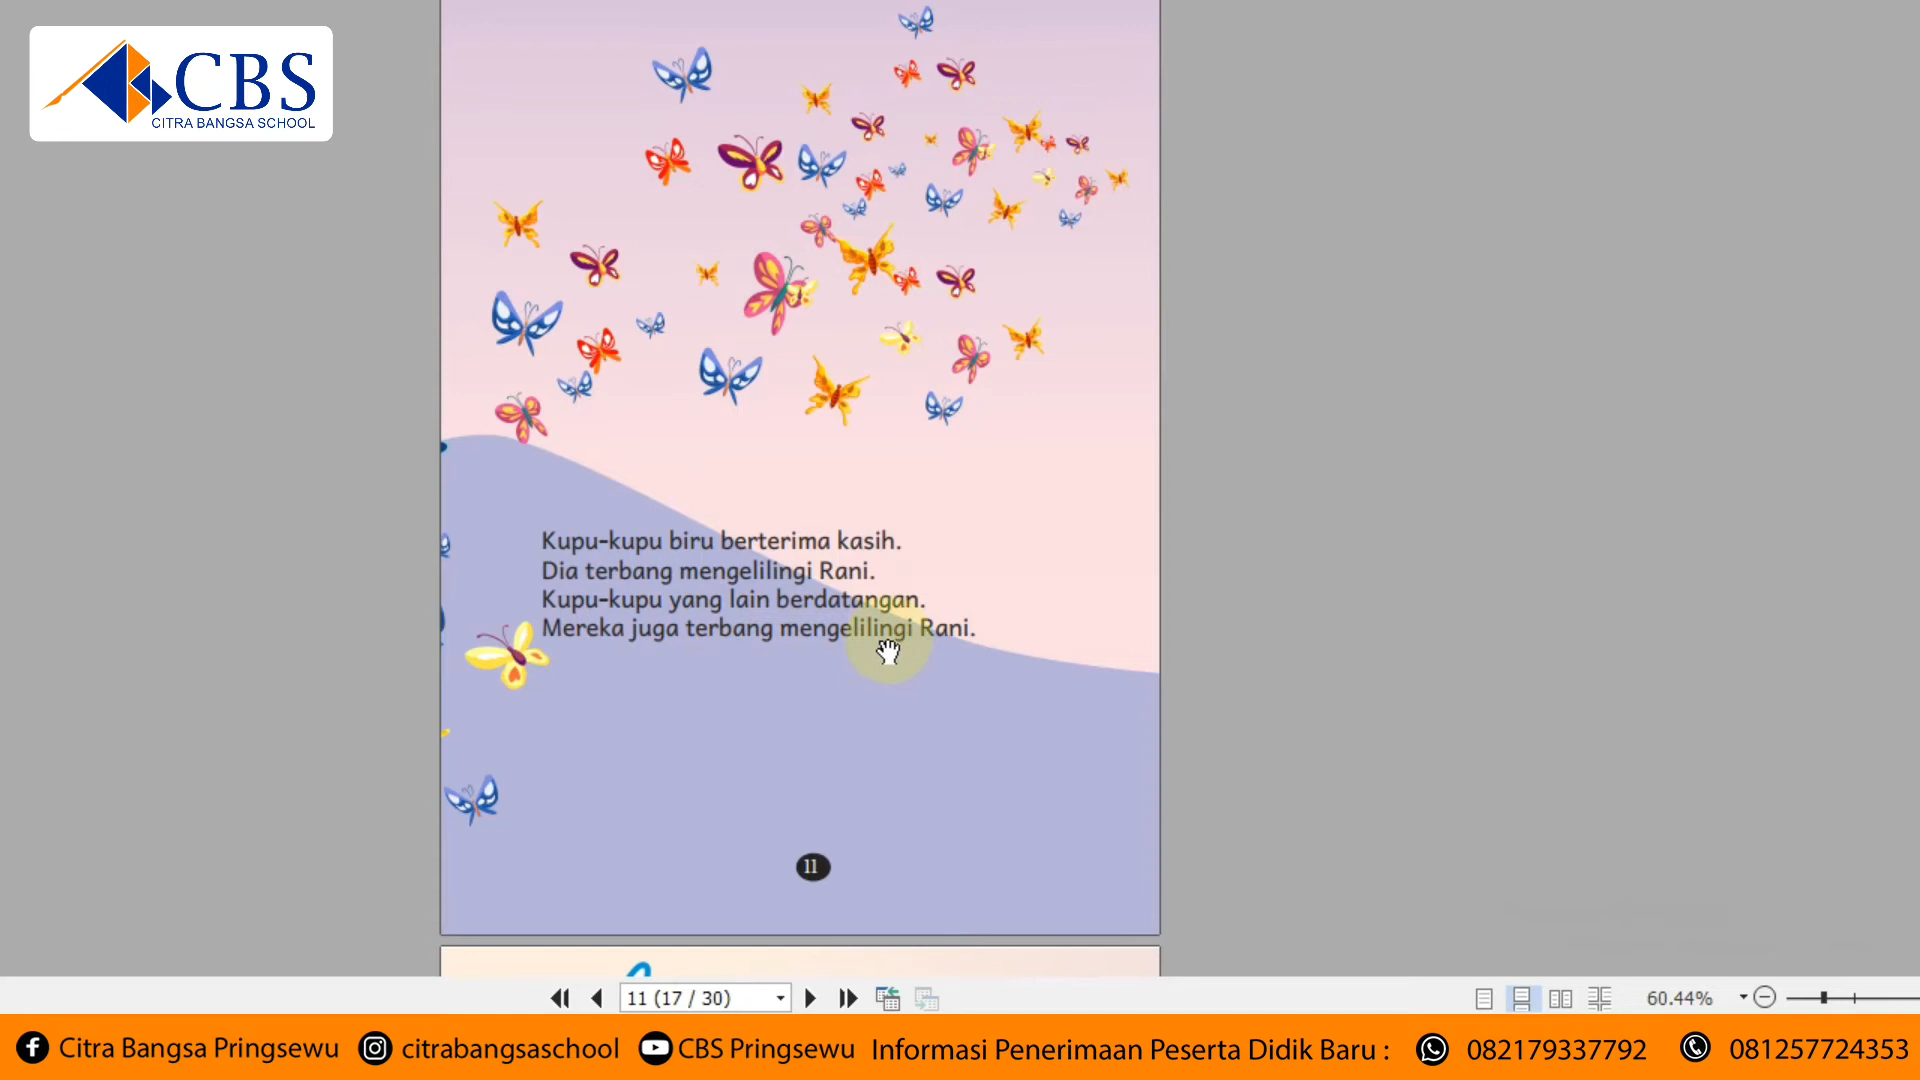 CBS
CITRA BANGSA SCHOOL
Kupu-kupu biru berterima kasih.
Dia terbang mengelilingi Rani.
Kupu-kupu yang lain berdatangan.
Mereka juga terbang mengelilingi Rani.
11
11 (17 / 30)
60.44%
Citra Bangsa Pringsewu citrabangsaschool CBS Pringsewu Informasi Penerimaan Peserta Didik Baru : 082179337792 081257724353